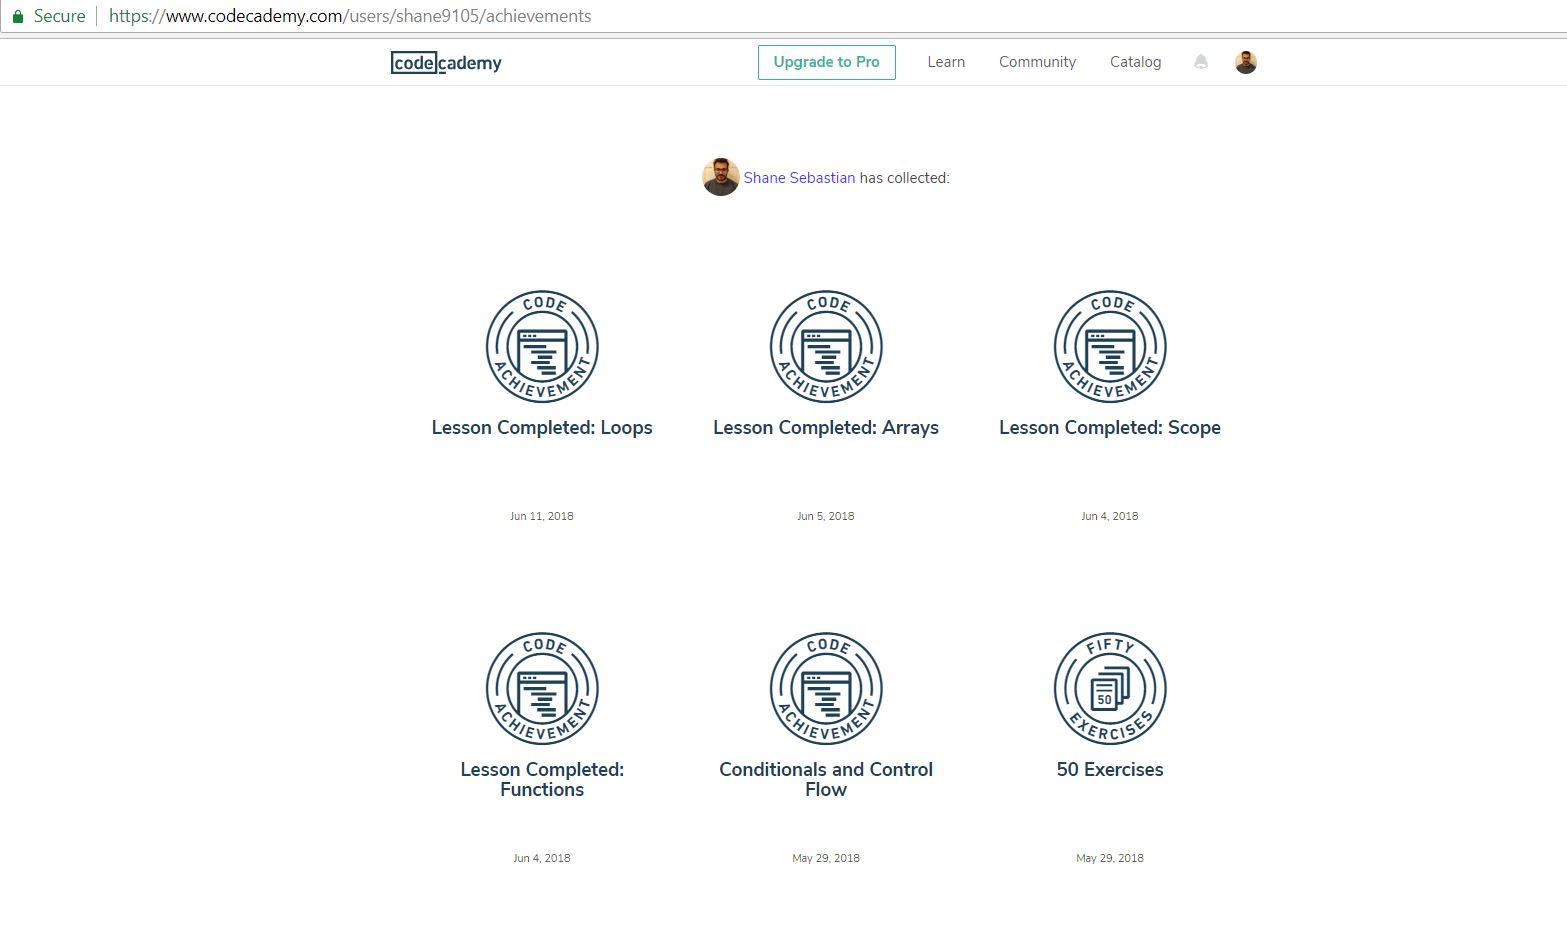 Secure https://www.codecademy.com/users/shane9105/achievements
codecademy Upgrade to Pro Learn Community Catalog
Shane Sebastian has collected:
CODE ACHIEVEMENT CODE ACHIEVEMENT CODE ACHIEVEMENT
Lesson Completed: Loops Lesson Completed: Arrays Lesson Completed: Scope
Jun 11, 2018 Jun 5, 2018 Jun 4, 2018
CODE ACHIEVEMENT CODE ACHIEVEMENT FIFTY 50 EXERCISES
Lesson Completed: Conditionals and Control 50 Exercises
Functions Flow
Jun 4, 2018 May 29, 2018 May 29, 2018